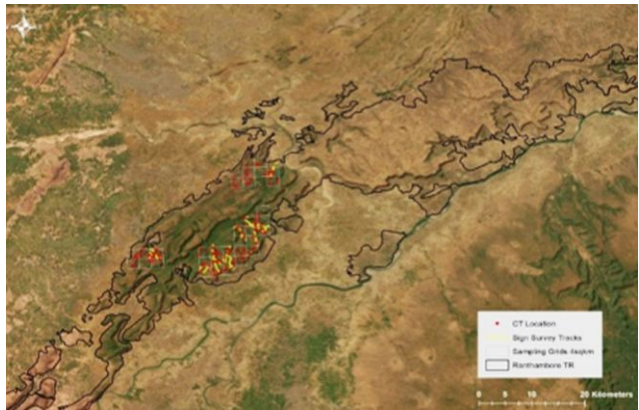 CT Location
Sign Survey Tracks
Sampling Grids 4sqkm
Ranthambore TR
0 5 10 20 Kilometers